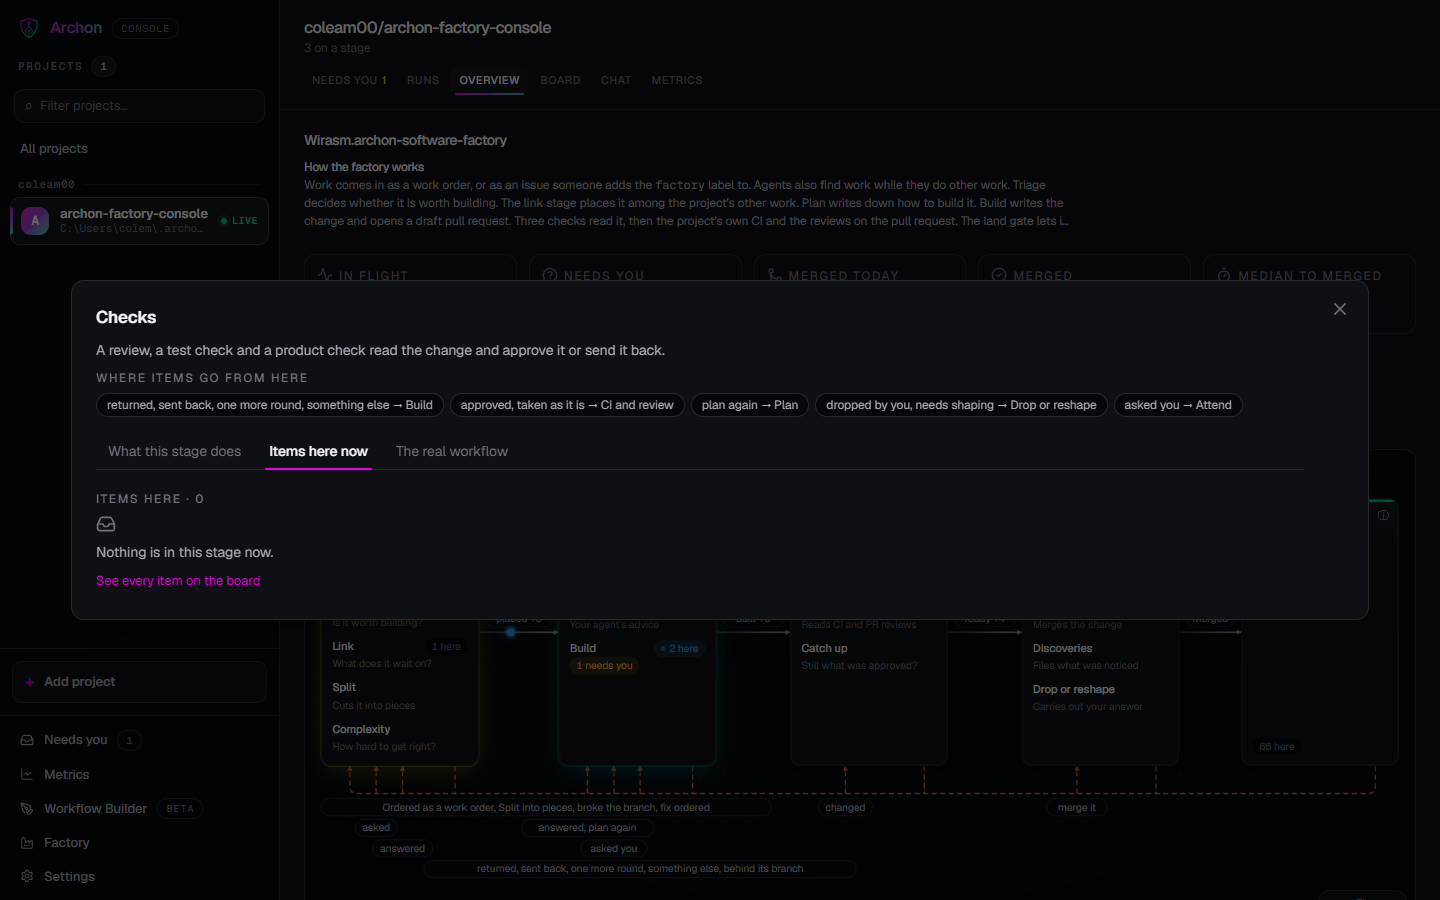 Archon CONSOLE
PROJECTS 1
Filter projects...
All projects
coleam00
A archon-factory-console LIVE
C:\Users\colem\.archo…
+ Add project
Needs you 1
Metrics
Workflow Builder BETA
Factory
Settings
coleam00/archon-factory-console
3 on a stage
NEEDS YOU 1 RUNS OVERVIEW BOARD CHAT METRICS
Wirasm.archon-software-factory
How the factory works
Work comes in as a work order, or as an issue someone adds the factory label to. Agents also find work while they do other work. Triage
decides whether it is worth building. The link stage places it among the project's other work. Plan writes down how to build it. Build writes the
change and opens a draft pull request. Three checks read it, then the project's own CI and the reviews on the pull request. The land gate lets i…
IN FLIGHT NEEDS YOU MERGED TODAY MERGED MEDIAN TO MERGED
Checks
A review, a test check and a product check read the change and approve it or send it back.
WHERE ITEMS GO FROM HERE
returned, sent back, one more round, something else → Build approved, taken as it is → CI and review plan again → Plan dropped by you, needs shaping → Drop or reshape asked you → Attend
What this stage does Items here now The real workflow
ITEMS HERE · 0
Nothing is in this stage now.
See every item on the board
Is it worth building? Your agent's advice Reads CI and PR reviews Merges the change
Link 1 here
What does it wait on?
Split
Cuts it into pieces
Complexity
How hard to get right?
Build 2 here
1 needs you
Catch up
Still what was approved?
Discoveries
Files what was noticed
Drop or reshape
Carries out your answer
66 here
Ordered as a work order, Split into pieces, broke the branch, fix ordered changed merge it
asked answered, plan again
answered asked you
returned, sent back, one more round, something else, behind its branch